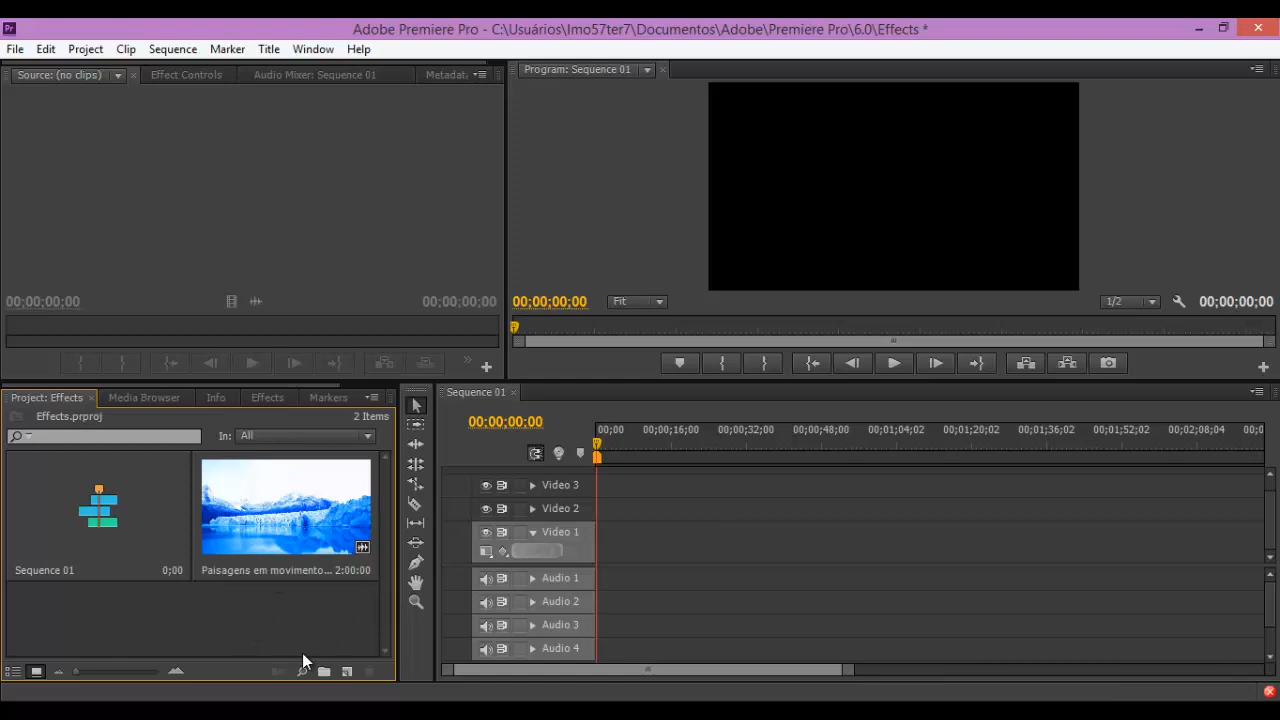 Pr
Adobe Premiere Pro - C:\Usuários\Imo57ter7\Documentos\Adobe\Premiere Pro\6.0\Effects *
File Edit Project Clip Sequence Marker Title Window Help
Source: (no clips) Effect Controls Audio Mixer: Sequence 01 Metadat
Program: Sequence 01
00;00;00;00 00;00;00;00
00;00;00;00 Fit 1/2 00;00;00;00
Project: Effects Media Browser Info Effects Markers
Effects.prproj 2 Items
In: All
Sequence 01 0;00
Paisagens em movimento... 2:00:00
Sequence 01
00;00;00;00
00;00 00;00;16;00 00;00;32;00 00;00;48;00 00;01;04;02 00;01;20;02 00;01;36;02 00;01;52;02 00;02;08;04 00;0
Video 3
Video 2
Video 1
Audio 1
Audio 2
Audio 3
Audio 4